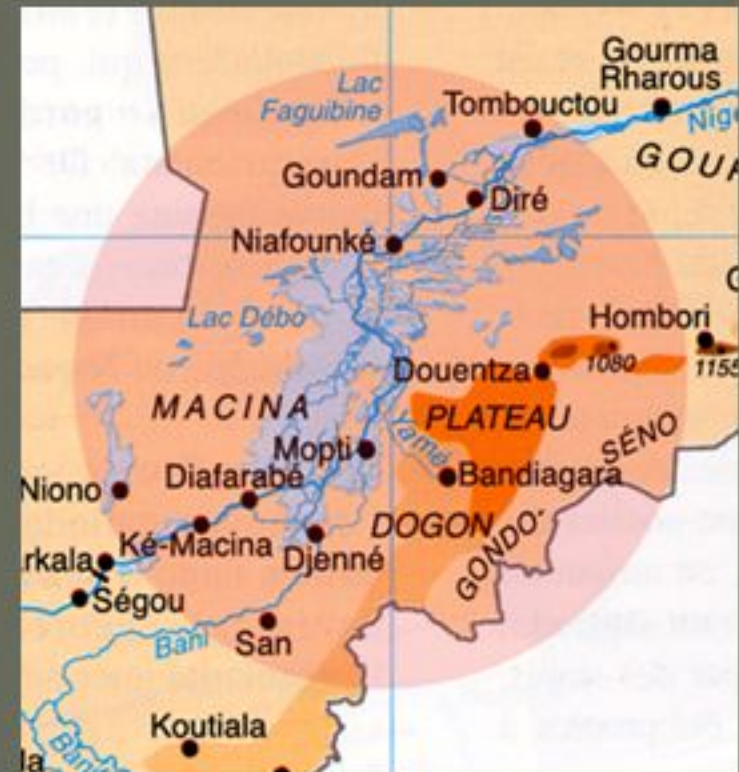 Gourma
Rharous
Lac
Faguibine
Tombouctou
Goundam
Diré
GOUR
Niafounké
Lac Débo
Hombori
Douentza
1080
1155
MACINA
PLATEAU
SÉNO
Yamé
Mopti
Diafarabé
Bandiagara
Niono
DOGON
GONDO-
Ké-Macina
Djenné
rkala
Ségou
Bani
San
Koutiala
la